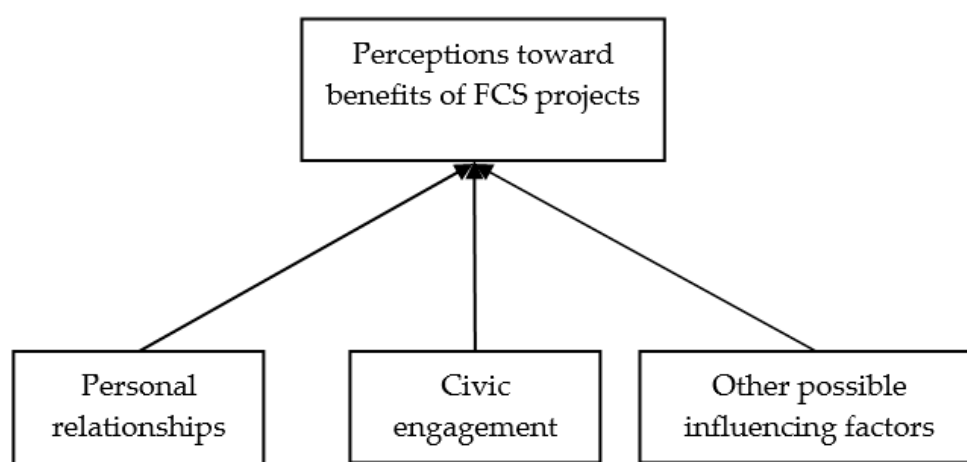 Perceptions toward
benefits of FCS projects
Personal
relationships
Civic
engagement
Other possible
influencing factors